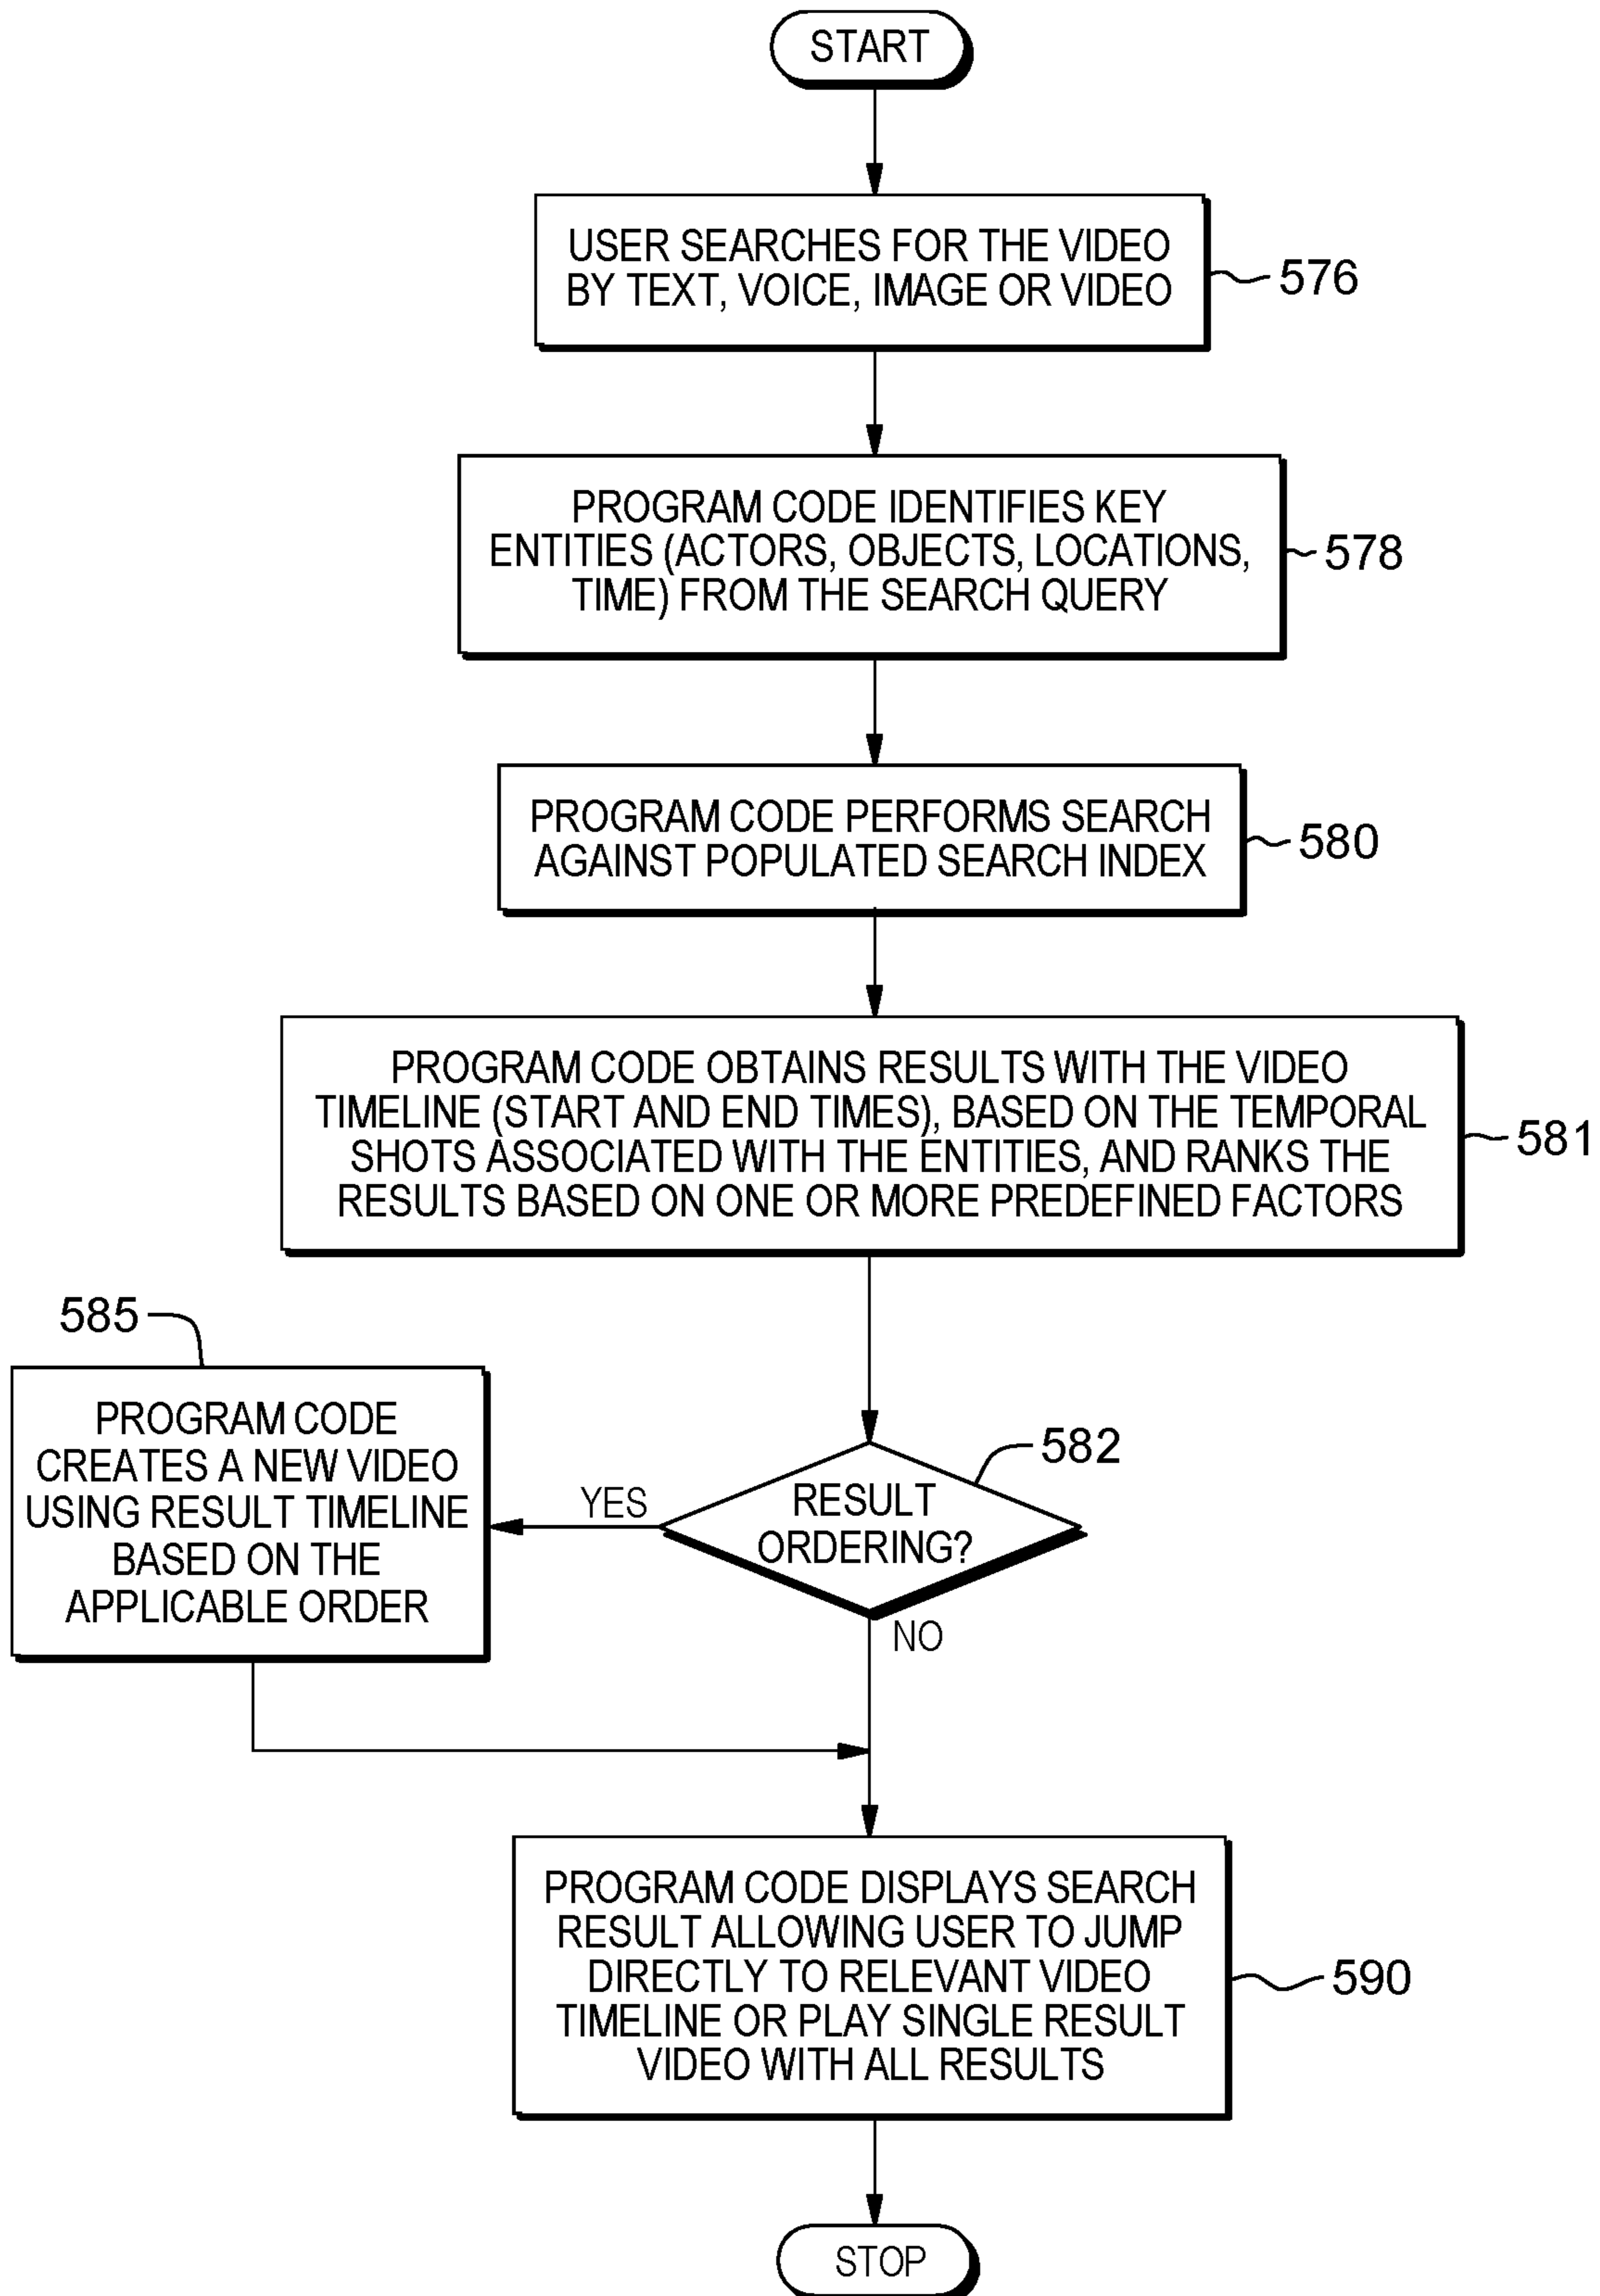 START
USER SEARCHES FOR THE VIDEO
BY TEXT, VOICE, IMAGE OR VIDEO
576
PROGRAM CODE IDENTIFIES KEY
ENTITIES (ACTORS, OBJECTS, LOCATIONS,
TIME) FROM THE SEARCH QUERY
578
PROGRAM CODE PERFORMS SEARCH
AGAINST POPULATED SEARCH INDEX
580
PROGRAM CODE OBTAINS RESULTS WITH THE VIDEO
TIMELINE (START AND END TIMES), BASED ON THE TEMPORAL
SHOTS ASSOCIATED WITH THE ENTITIES, AND RANKS THE
RESULTS BASED ON ONE OR MORE PREDEFINED FACTORS
581
RESULT
ORDERING?
582
YES
585
PROGRAM CODE
CREATES A NEW VIDEO
USING RESULT TIMELINE
BASED ON THE
APPLICABLE ORDER
NO
PROGRAM CODE DISPLAYS SEARCH
RESULT ALLOWING USER TO JUMP
DIRECTLY TO RELEVANT VIDEO
TIMELINE OR PLAY SINGLE RESULT
VIDEO WITH ALL RESULTS
590
STOP